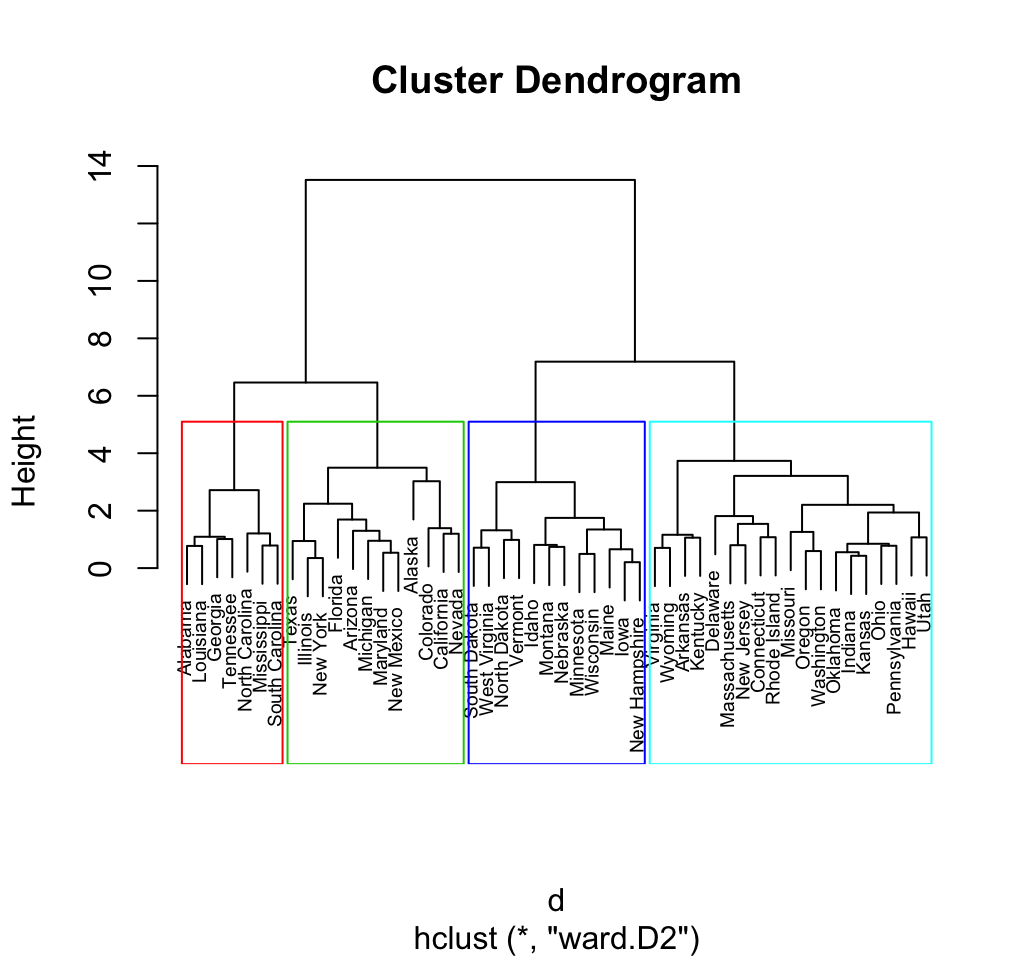 Cluster Dendrogram
Height
14
10
8
6
4
2
0
Alabama
Louisiana
Georgia
Tennessee
North Carolina
Mississippi
South Carolina
Texas
Illinois
New York
Florida
Arizona
Michigan
Maryland
New Mexico
Alaska
Colorado
California
Nevada
South Dakota
West Virginia
North Dakota
Vermont
Idaho
Montana
Nebraska
Minnesota
Wisconsin
Maine
Iowa
New Hampshire
Virginia
Wyoming
Arkansas
Kentucky
Delaware
Massachusetts
New Jersey
Connecticut
Rhode Island
Missouri
Oregon
Washington
Oklahoma
Indiana
Kansas
Ohio
Pennsylvania
Hawaii
Utah
d
hclust (*, "ward.D2")